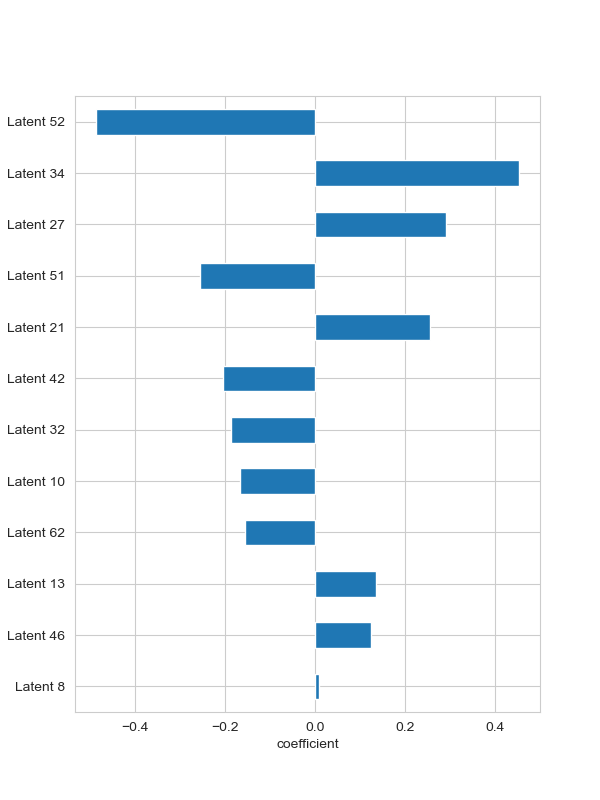 Latent 52
Latent 34
Latent 27
Latent 51
Latent 21
Latent 42
Latent 32
Latent 10
Latent 62
Latent 13
Latent 46
Latent 8
−0.4 −0.2 0.0 0.2 0.4
coefficient